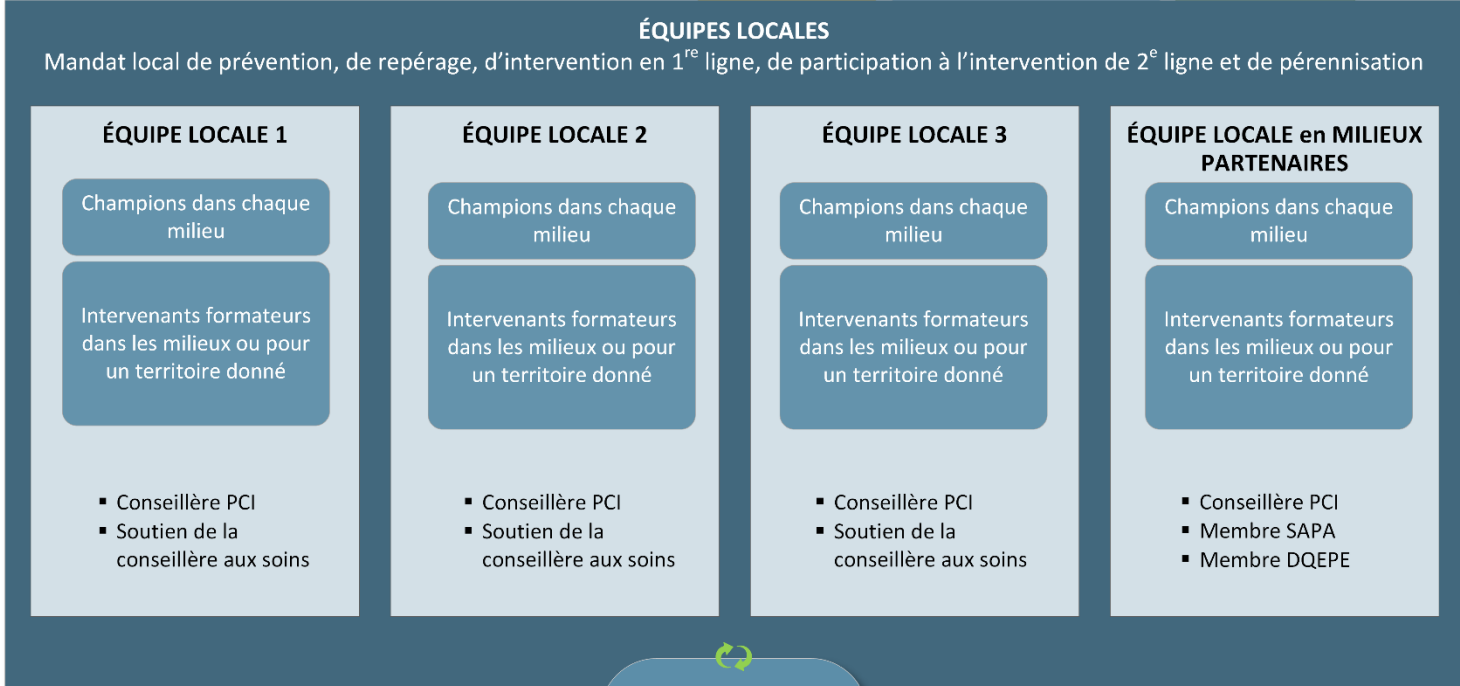 ÉQUIPES LOCALES
Mandat local de prévention, de repérage, d’intervention en 1re ligne, de participation à l’intervention de 2e ligne et de pérennisation
ÉQUIPE LOCALE 1
Champions dans chaque
milieu
Intervenants formateurs
dans les milieux ou pour
un territoire donné
▪ Conseillère PCI
▪ Soutien de la
conseillère aux soins
ÉQUIPE LOCALE 2
Champions dans chaque
milieu
Intervenants formateurs
dans les milieux ou pour
un territoire donné
▪ Conseillère PCI
▪ Soutien de la
conseillère aux soins
ÉQUIPE LOCALE 3
Champions dans chaque
milieu
Intervenants formateurs
dans les milieux ou pour
un territoire donné
▪ Conseillère PCI
▪ Soutien de la
conseillère aux soins
ÉQUIPE LOCALE en MILIEUX
PARTENAIRES
Champions dans chaque
milieu
Intervenants formateurs
dans les milieux ou pour
un territoire donné
▪ Conseillère PCI
▪ Membre SAPA
▪ Membre DQEPE